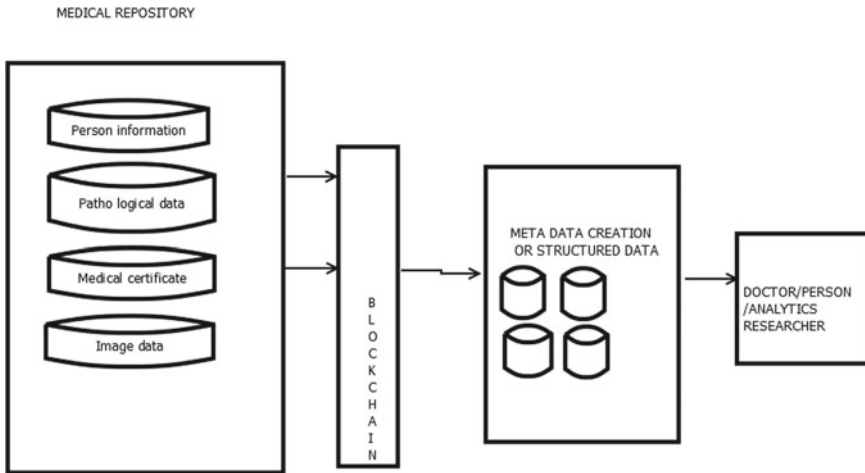 MEDICAL REPOSITORY
Person information
Patho logical data
Medical certificate
Image data
BLOCKCHAIN
META DATA CREATION
OR STRUCTURED DATA
DOCTOR/PERSON
/ANALYTICS
RESEARCHER